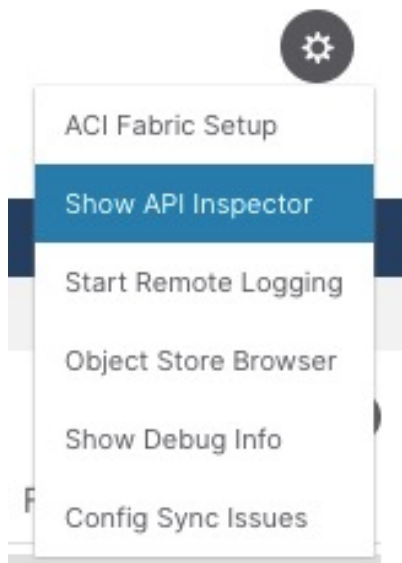 ACI Fabric Setup
Show API Inspector
Start Remote Logging
Object Store Browser
Show Debug Info
Config Sync Issues